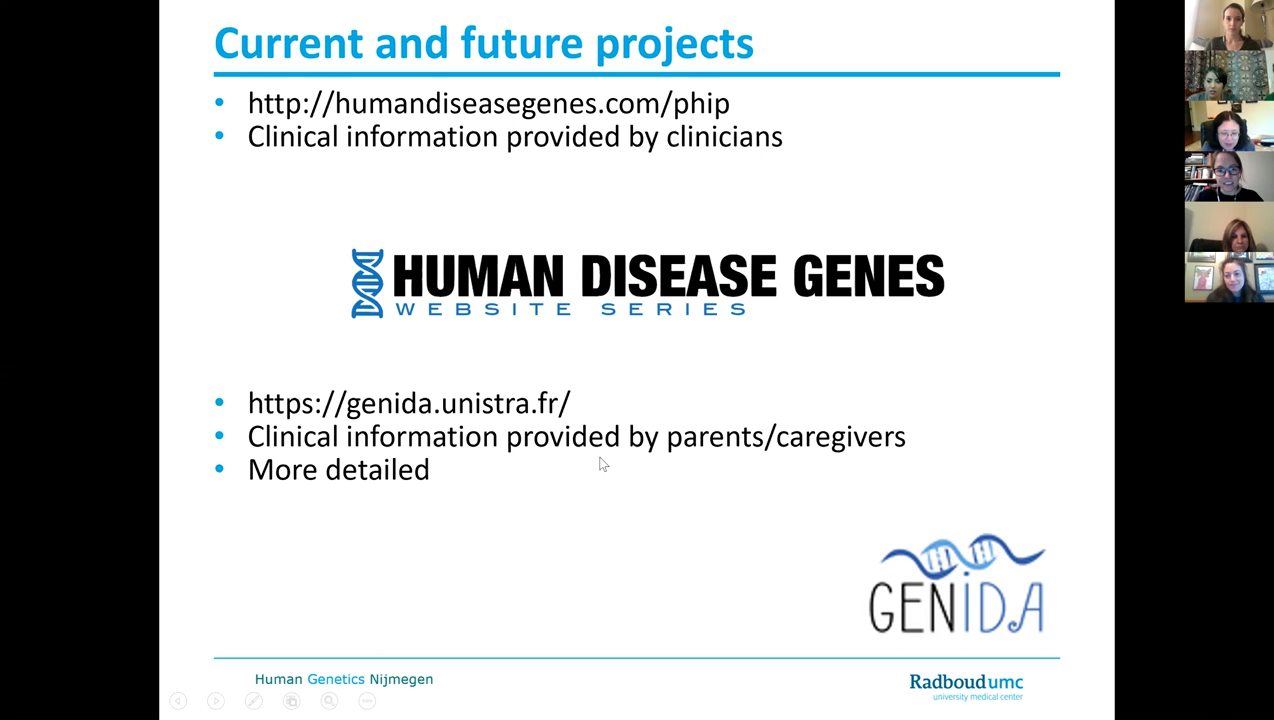 Current and future projects
• http://humandiseasegenes.com/phip
• Clinical information provided by clinicians
HUMAN DISEASE GENES
WEBSITE SERIES
• https://genida.unistra.fr/
• Clinical information provided by parents/caregivers
• More detailed
GENIDA
Human Genetics Nijmegen
Radboudumc
university medical center